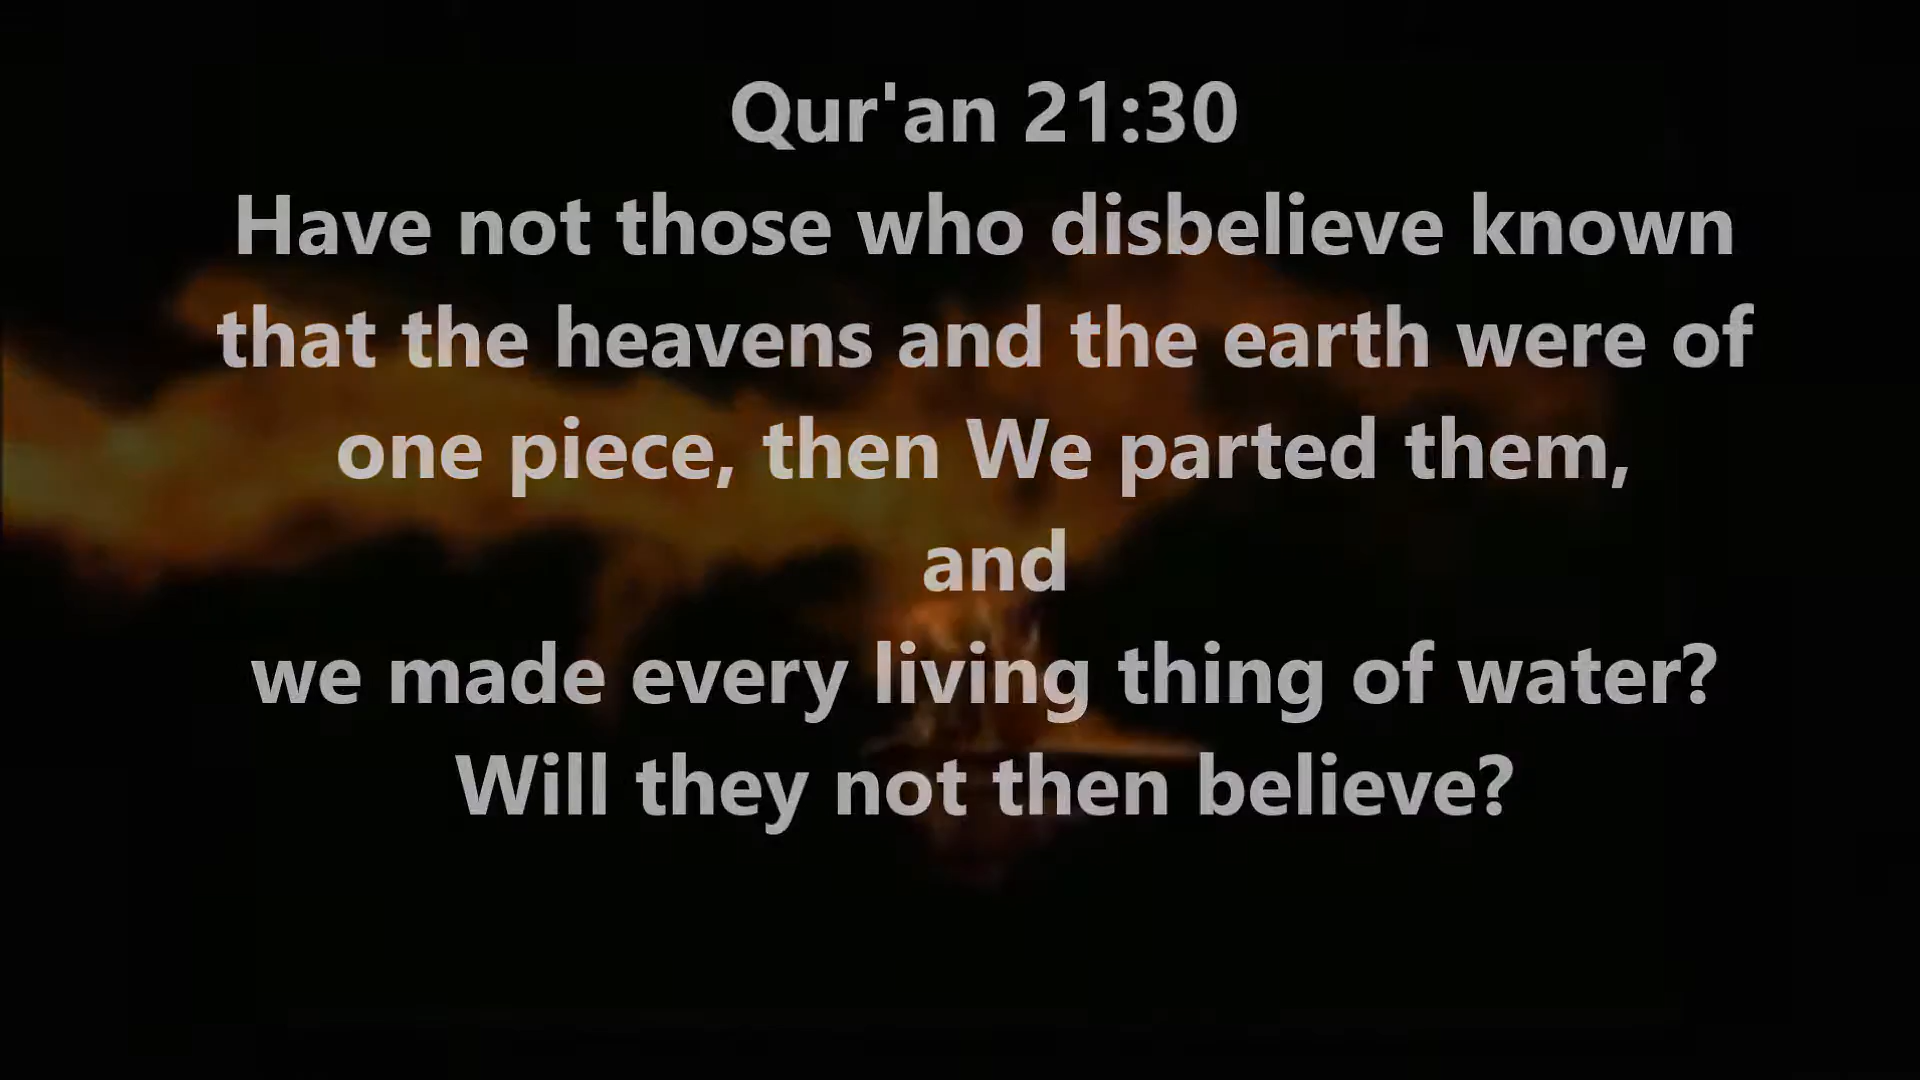 Qur'an 21:30
Have not those who disbelieve known
that the heavens and the earth were of
one piece, then We parted them,
and
we made every living thing of water?
Will they not then believe?